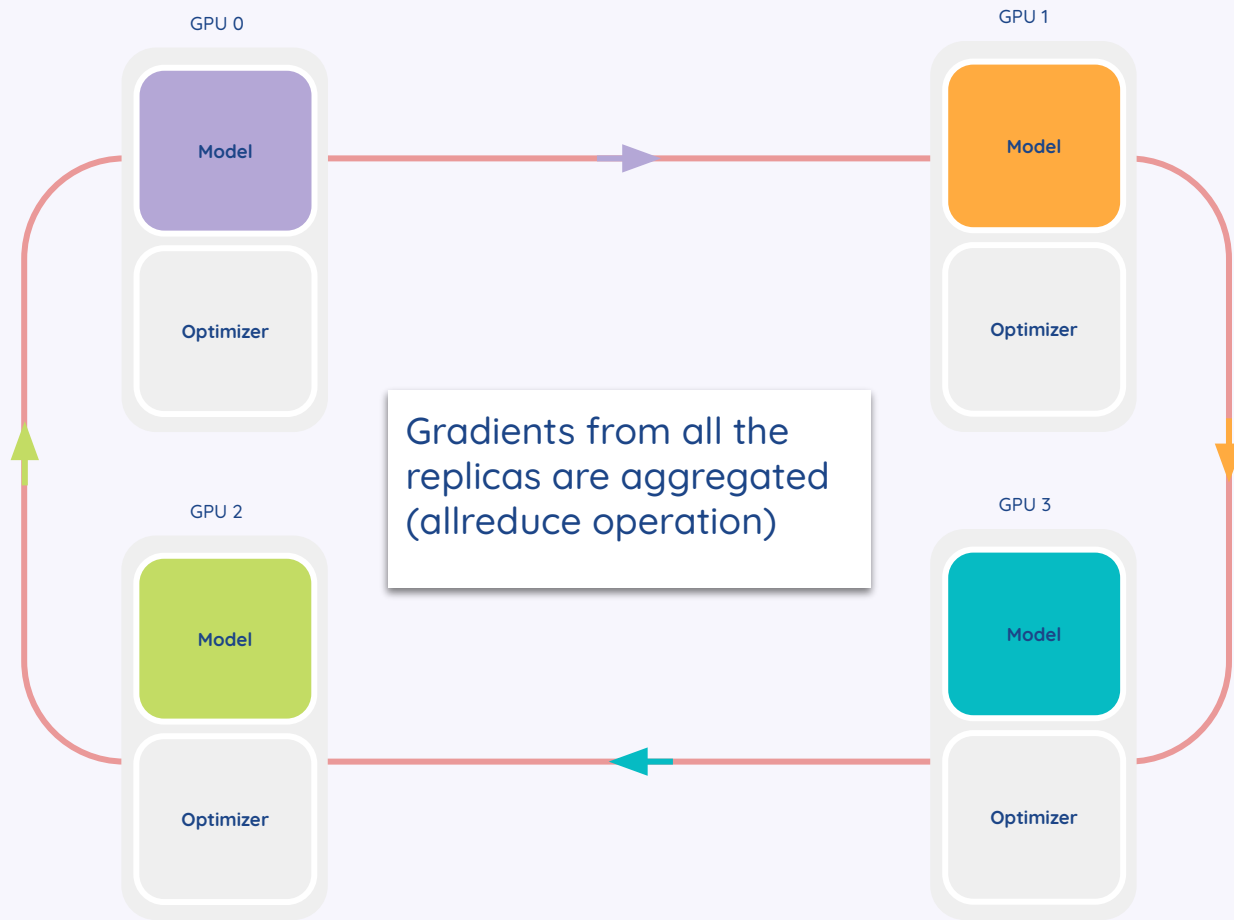 GPU 0
GPU 1
Model
Model
Optimizer
Optimizer
Gradients from all the
replicas are aggregated
(allreduce operation)
GPU 2
GPU 3
Model
Model
Optimizer
Optimizer